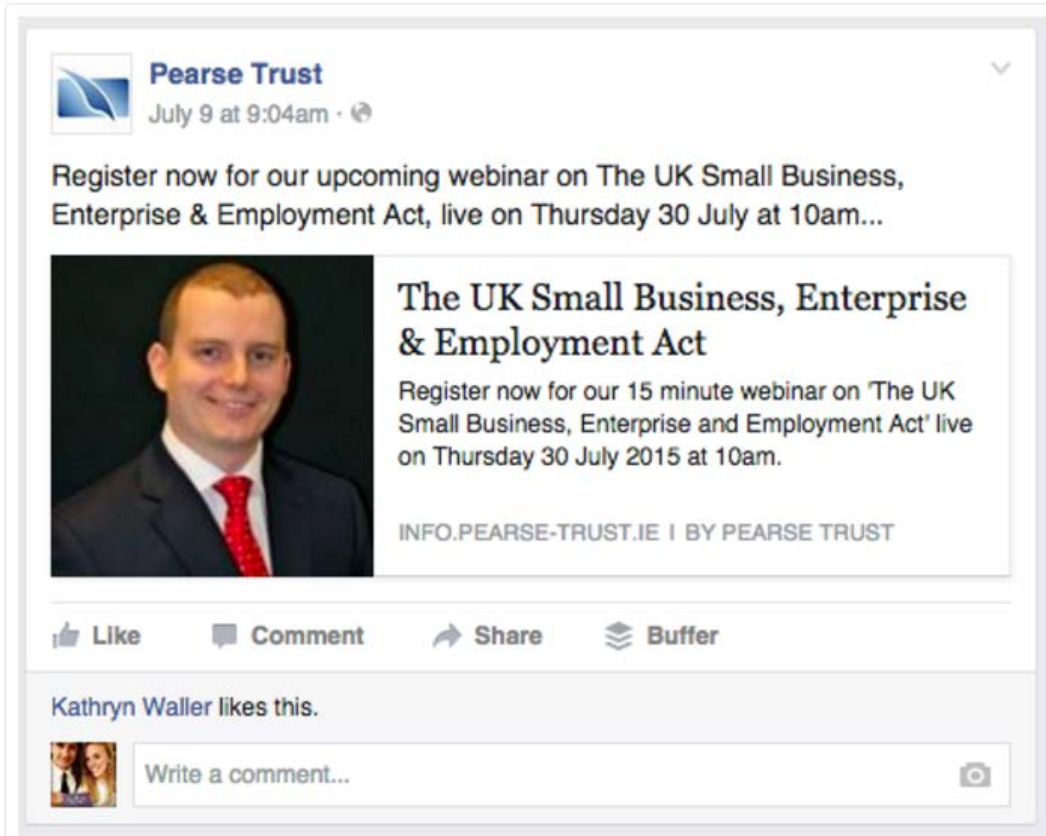 Pearse Trust
July 9 at 9:04am ·
Register now for our upcoming webinar on The UK Small Business,
Enterprise & Employment Act, live on Thursday 30 July at 10am...
The UK Small Business, Enterprise
& Employment Act
Register now for our 15 minute webinar on 'The UK
Small Business, Enterprise and Employment Act' live
on Thursday 30 July 2015 at 10am.
INFO.PEARSE-TRUST.IE | BY PEARSE TRUST
Like Comment Share Buffer
Kathryn Waller likes this.
Write a comment...